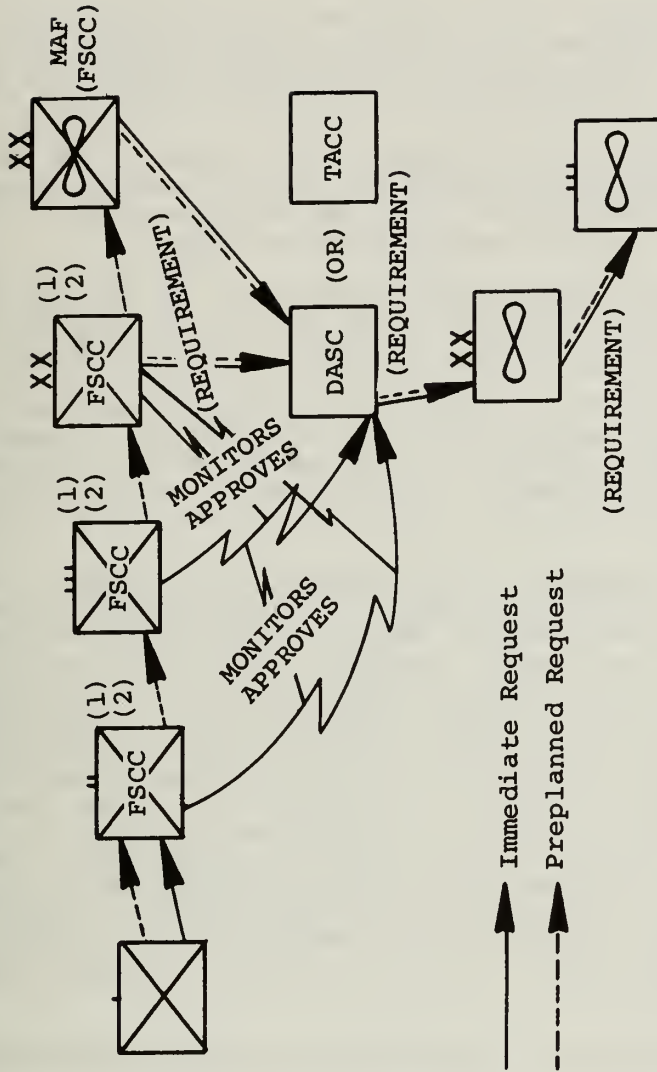 XX
MAF
(FSCC)
(1)
(2)
XX
FSCC
(1)
(2)
FSCC
(1)
(2)
FSCC
(REQUIREMENT)
MONITORS
APPROVES
MONITORS
APPROVES
DASC
(OR)
TACC
(REQUIREMENT)
XX
(REQUIREMENT)
Immediate Request
Preplanned Request